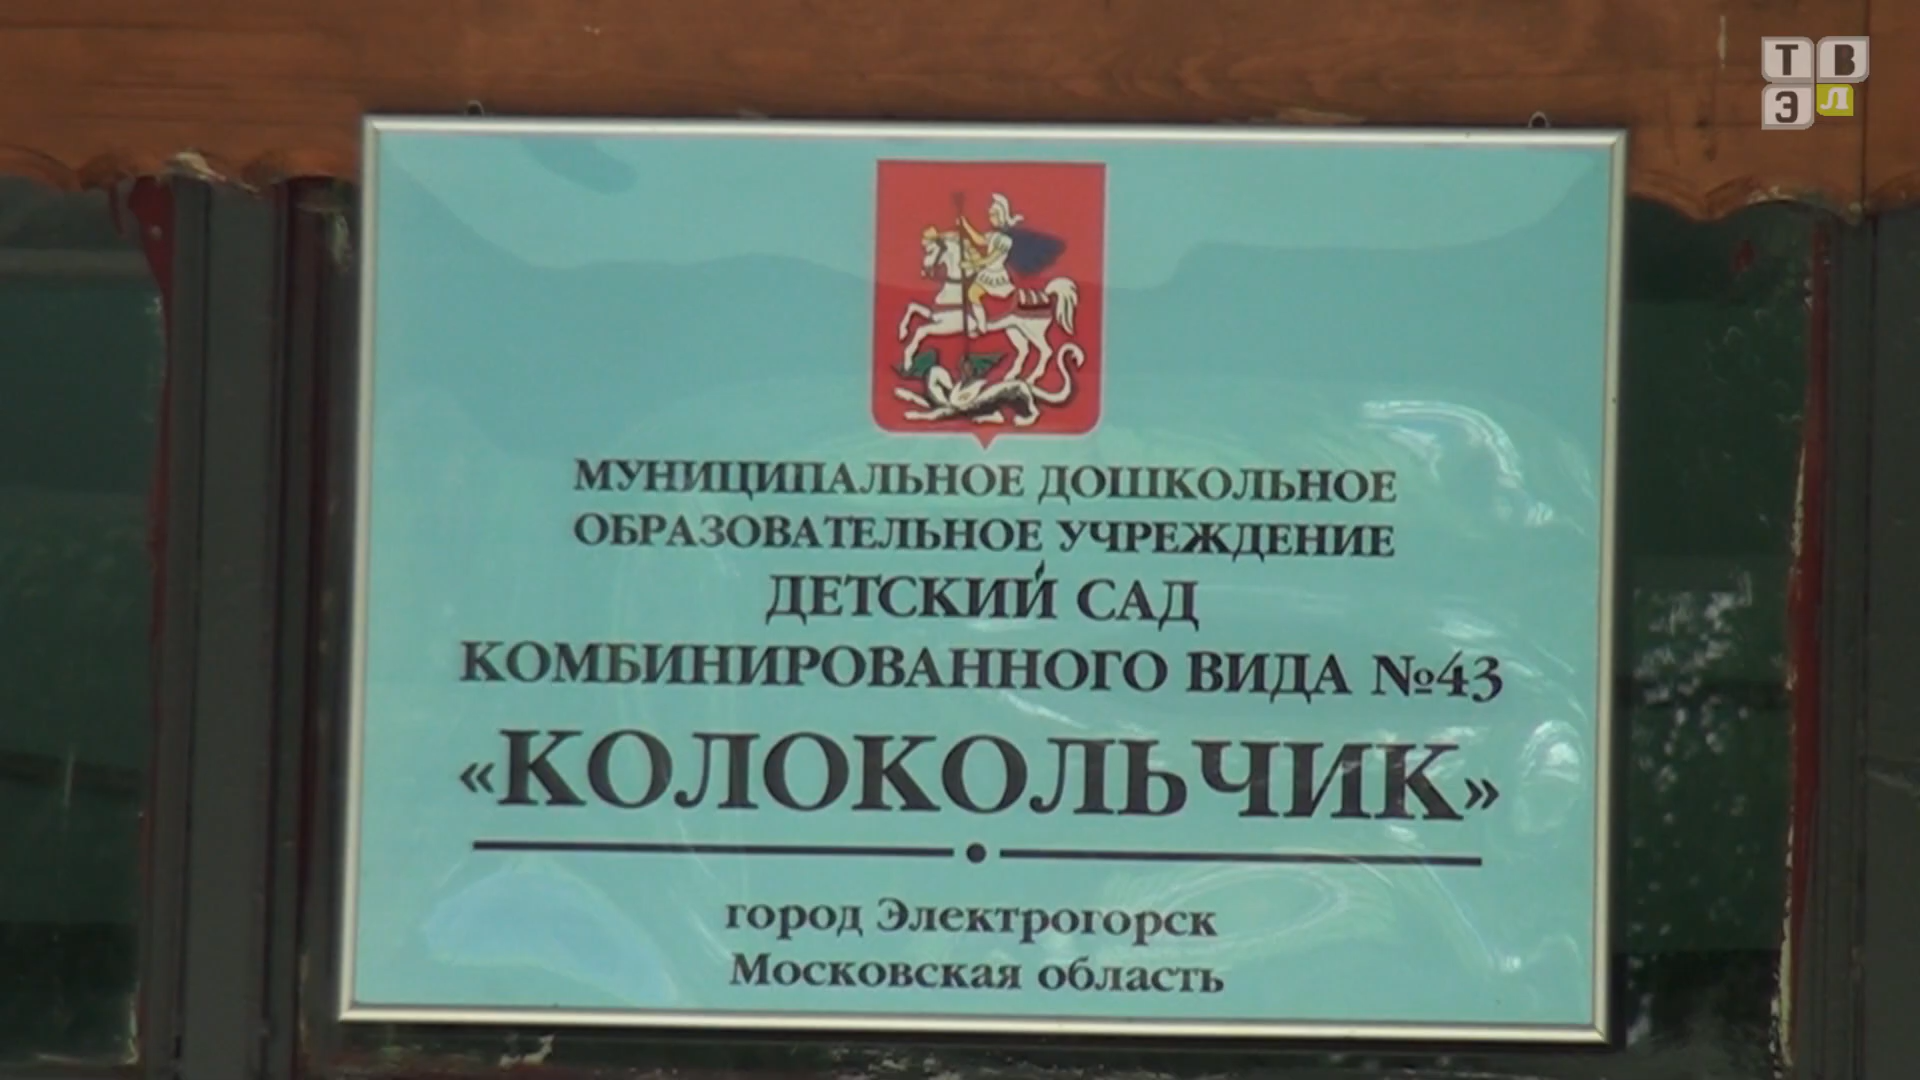 ТВ
ЭЛ
МУНИЦИПАЛЬНОЕ ДОШКОЛЬНОЕ
ОБРАЗОВАТЕЛЬНОЕ УЧРЕЖДЕНИЕ
ДЕТСКИЙ САД
КОМБИНИРОВАННОГО ВИДА №43
«КОЛОКОЛЬЧИК»
город Электрогорск
Московская область